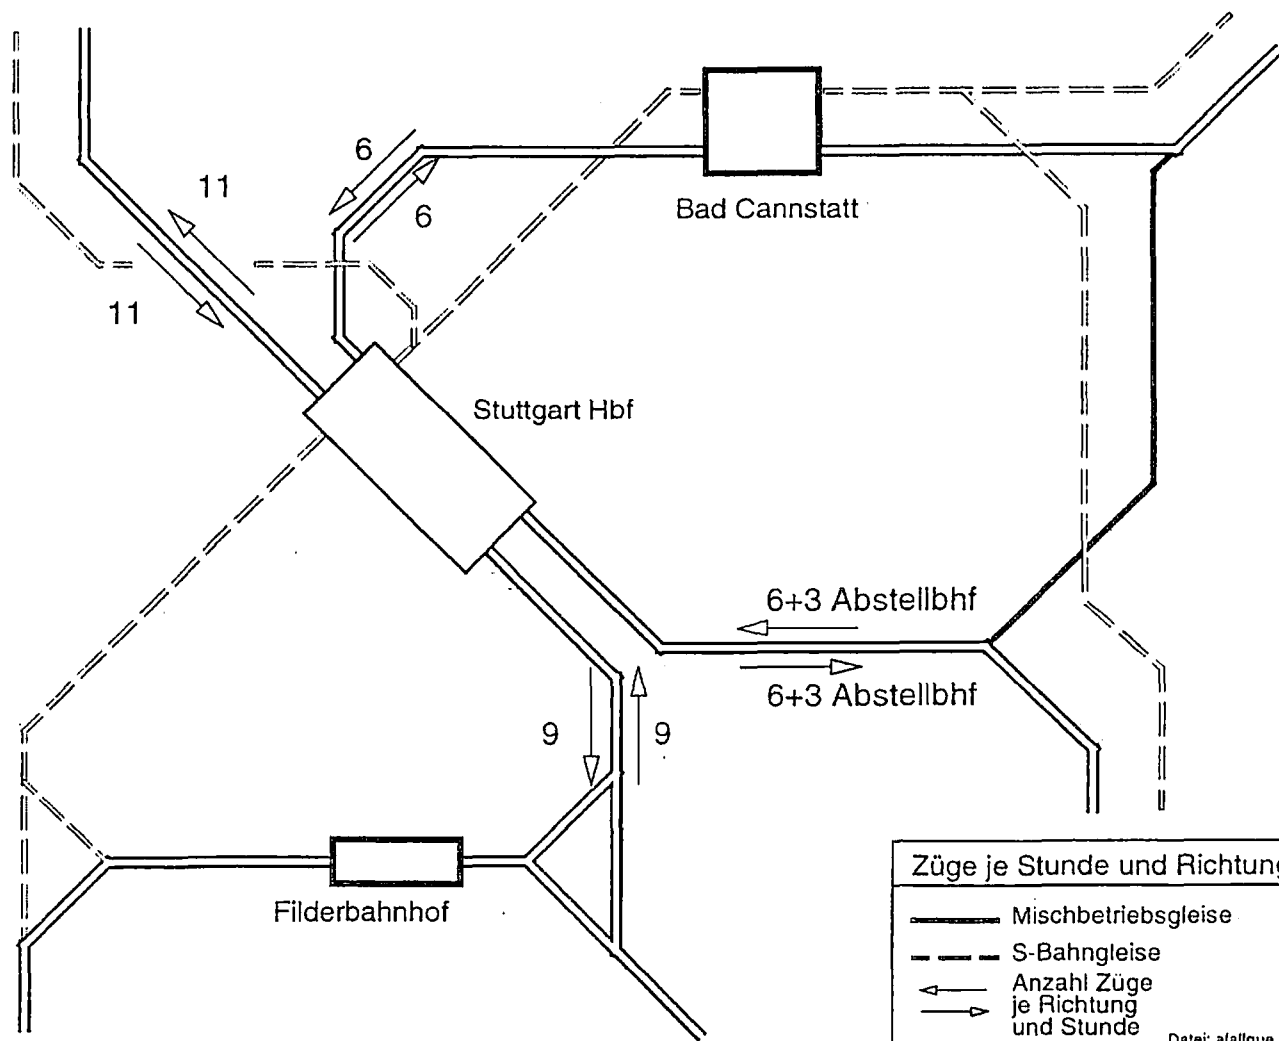 6
11
6
Bad Cannstatt
11
Stuttgart Hbf
6+3 Abstellbhf
6+3 Abstellbhf
9
9
Filderbahnhof
Züge je Stunde und Richtung
Mischbetriebsgleise
S-Bahngleise
Anzahl Züge
je Richtung
und Stunde
Datei: